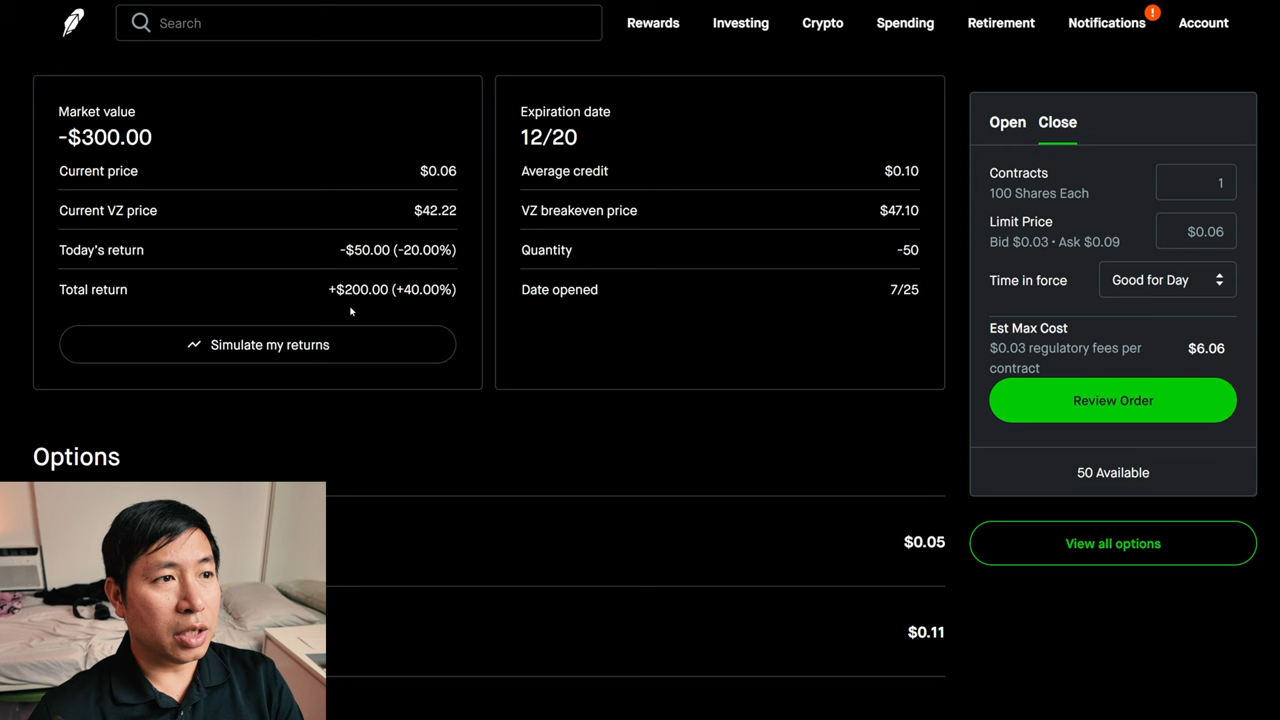 Search
Rewards
Investing
Crypto
Spending
Retirement
Notifications
!
Account
Market value
-$300.00
Current price $0.06
Current VZ price $42.22
Today's return -$50.00 (-20.00%)
Total return +$200.00 (+40.00%)
Simulate my returns
Expiration date
12/20
Average credit $0.10
VZ breakeven price $47.10
Quantity -50
Date opened 7/25
Open Close
Contracts
100 Shares Each
1
Limit Price
Bid $0.03 • Ask $0.09
$0.06
Time in force Good for Day
Est Max Cost
$0.03 regulatory fees per
contract
$6.06
Review Order
50 Available
View all options
Options
$0.05
$0.11